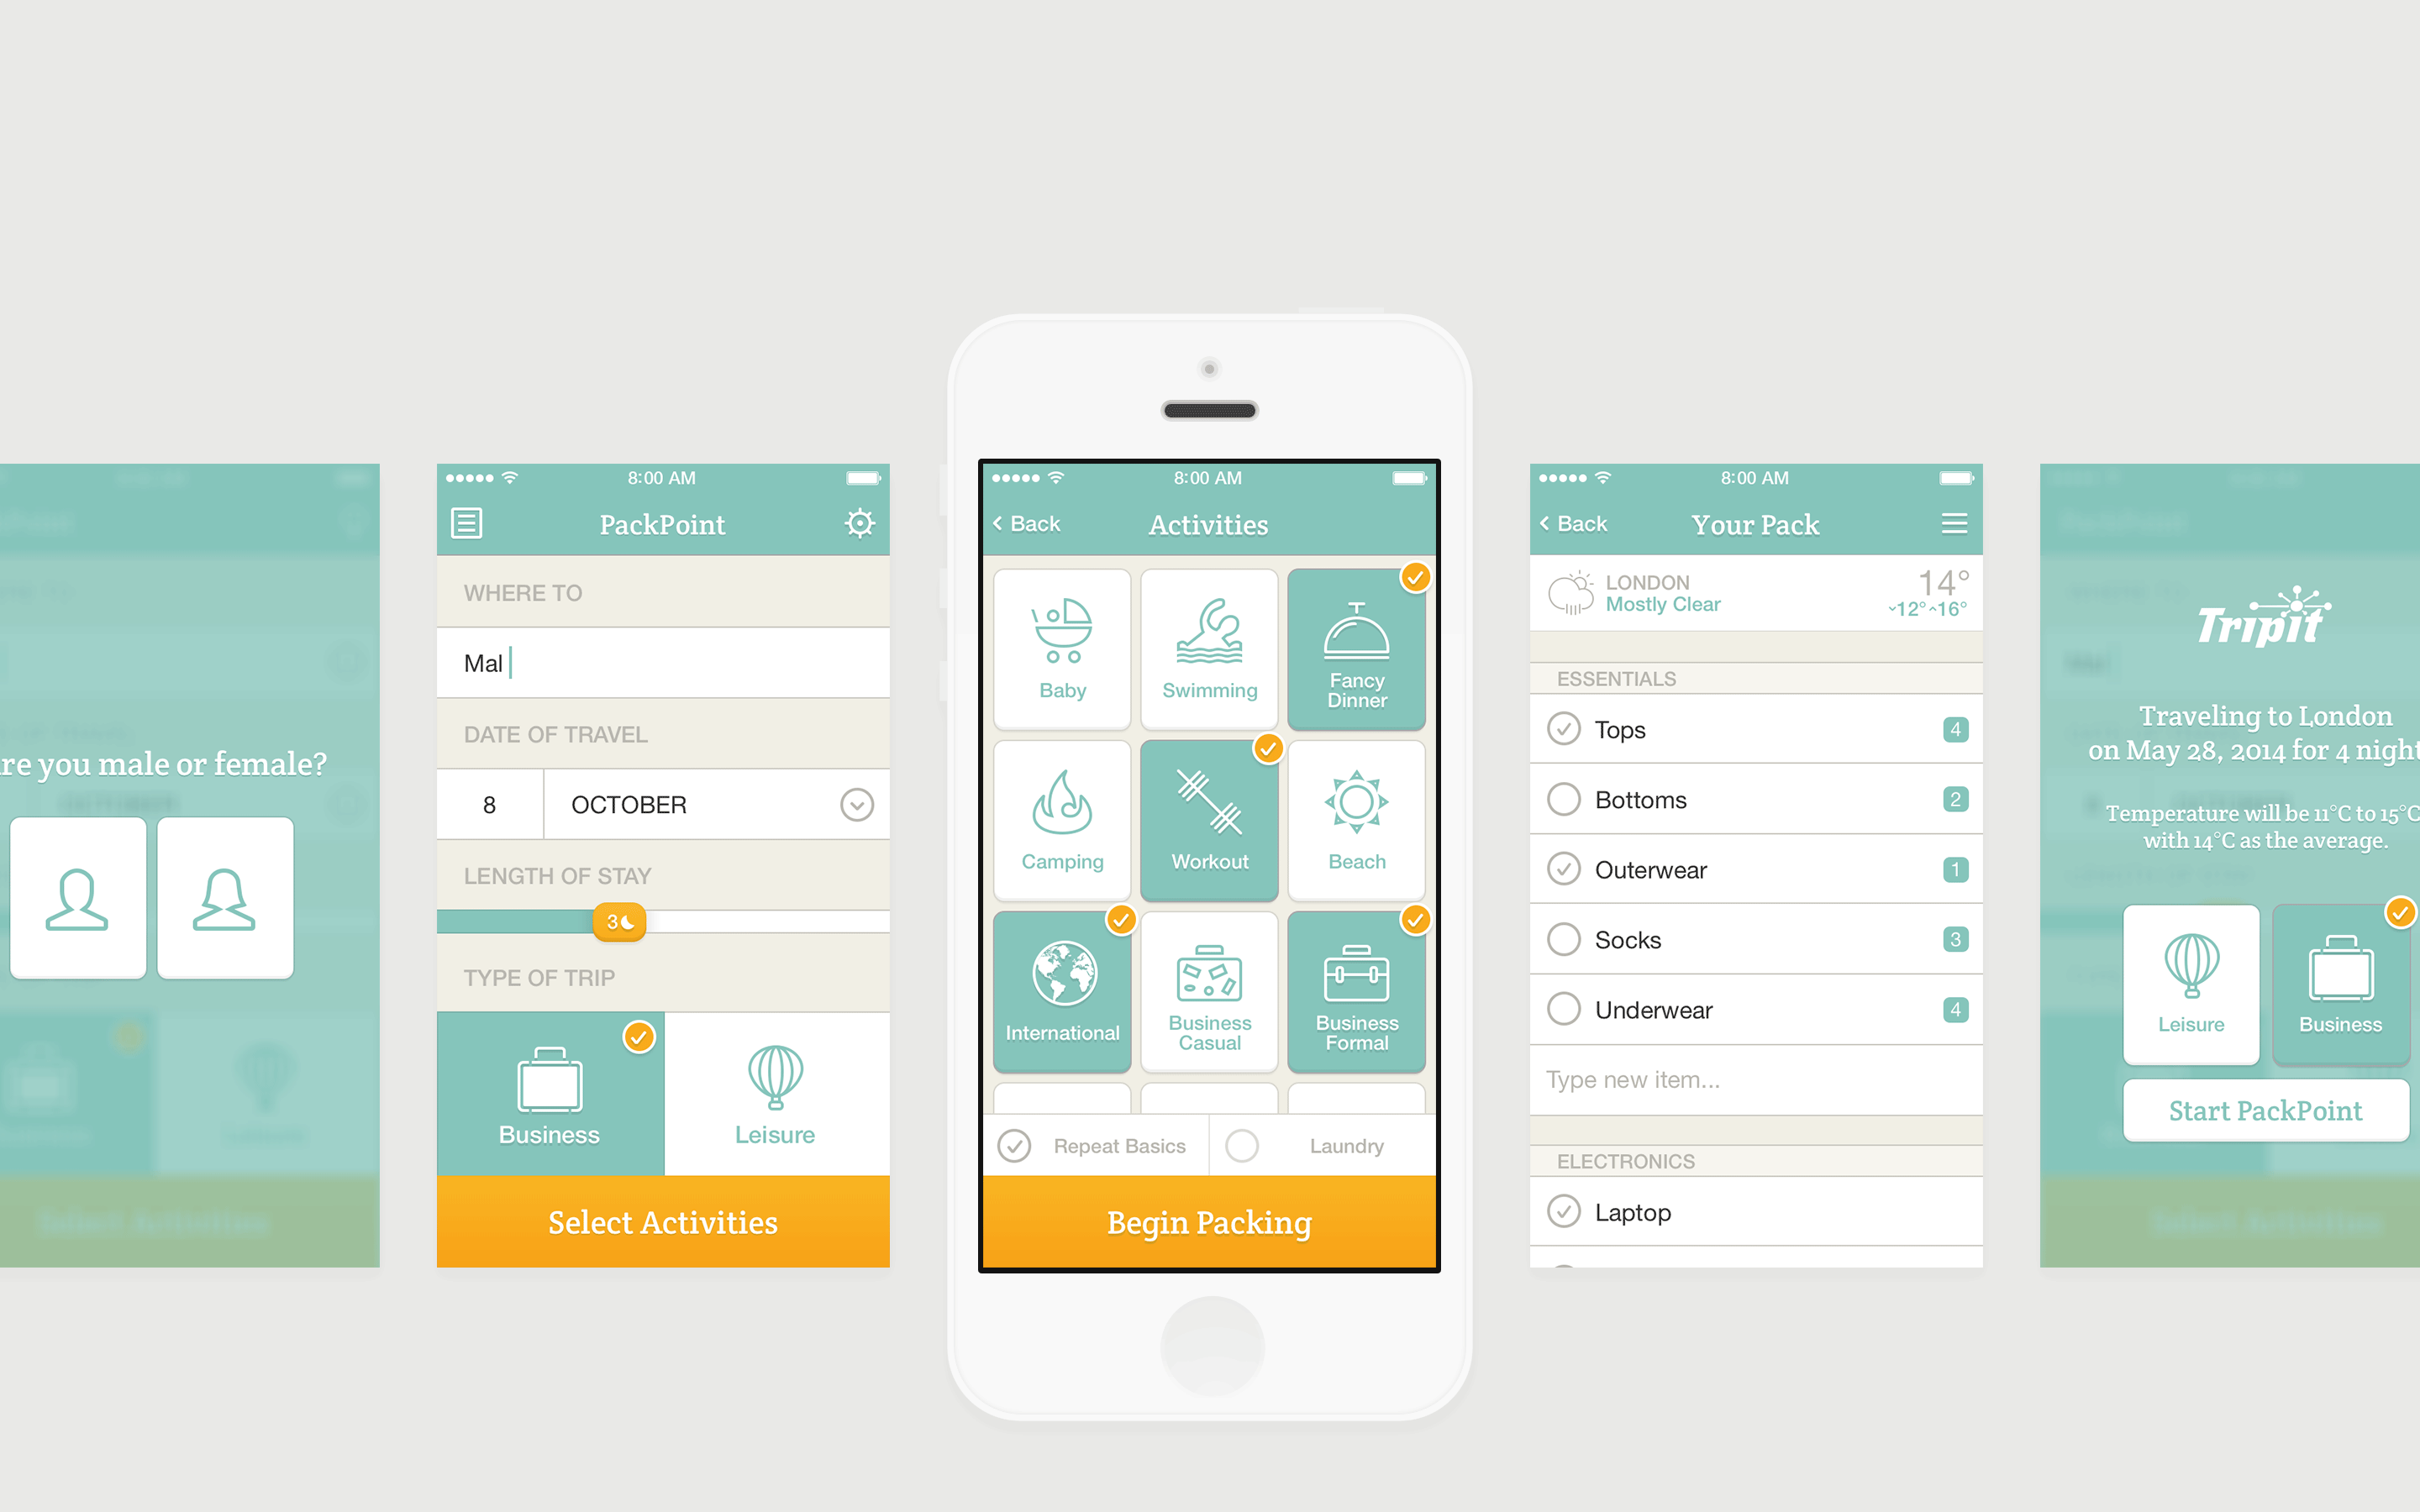 re you male or female?
8:00 AM
PackPoint
WHERE TO
Mal
DATE OF TRAVEL
8 OCTOBER
LENGTH OF STAY
3
TYPE OF TRIP
Business Leisure
Select Activities
8:00 AM
Back Activities
Baby Swimming Fancy
Dinner
Camping Workout Beach
International Business
Casual Business
Formal
Repeat Basics Laundry
Begin Packing
8:00 AM
Back Your Pack
LONDON 14°
Mostly Clear 12° 16°
ESSENTIALS
Tops 4
Bottoms 2
Outerwear 1
Socks 3
Underwear 4
Type new item...
ELECTRONICS
Laptop
Tripit
Traveling to London
on May 28, 2014 for 4 night
Temperature will be 11°C to 15°C
with 14°C as the average.
Leisure Business
Start PackPoint